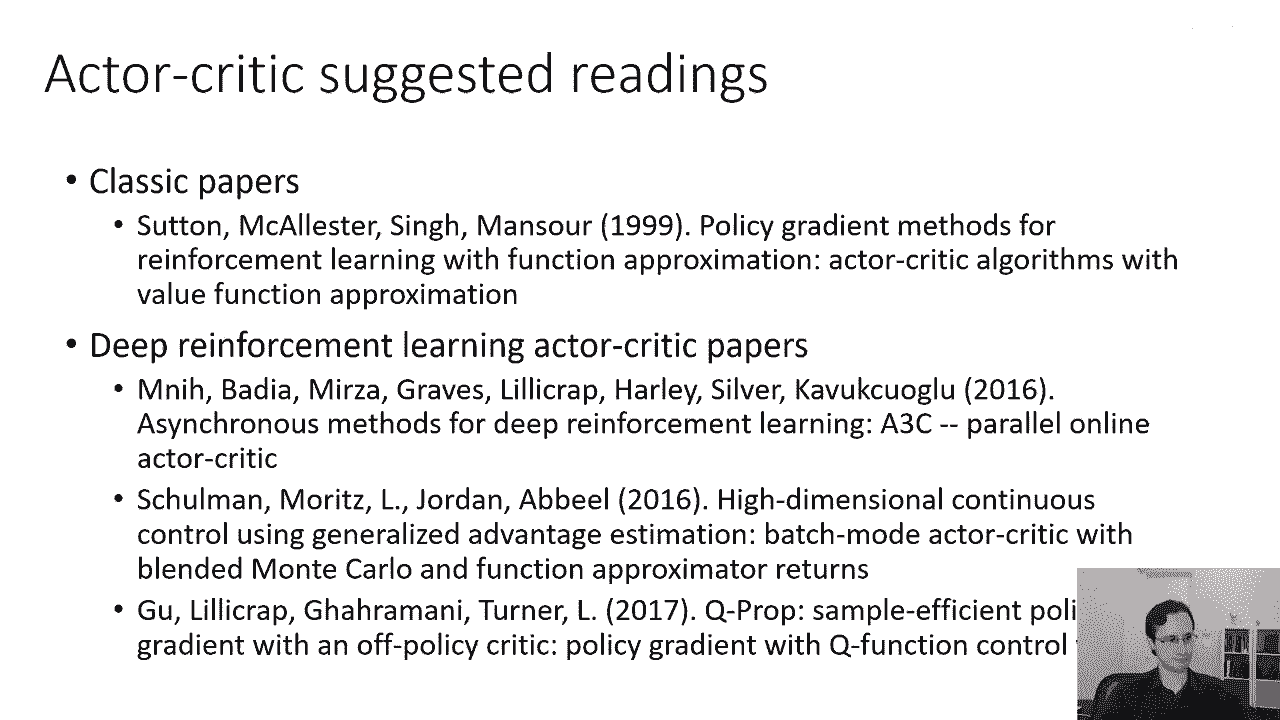 Actor-critic suggested readings
• Classic papers
• Sutton, McAllester, Singh, Mansour (1999). Policy gradient methods for
reinforcement learning with function approximation: actor-critic algorithms with
value function approximation
• Deep reinforcement learning actor-critic papers
• Mnih, Badia, Mirza, Graves, Lillicrap, Harley, Silver, Kavukcuoglu (2016).
Asynchronous methods for deep reinforcement learning: A3C -- parallel online
actor-critic
• Schulman, Moritz, L., Jordan, Abbeel (2016). High-dimensional continuous
control using generalized advantage estimation: batch-mode actor-critic with
blended Monte Carlo and function approximator returns
• Gu, Lillicrap, Ghahramani, Turner, L. (2017). Q-Prop: sample-efficient poli
gradient with an off-policy critic: policy gradient with Q-function control